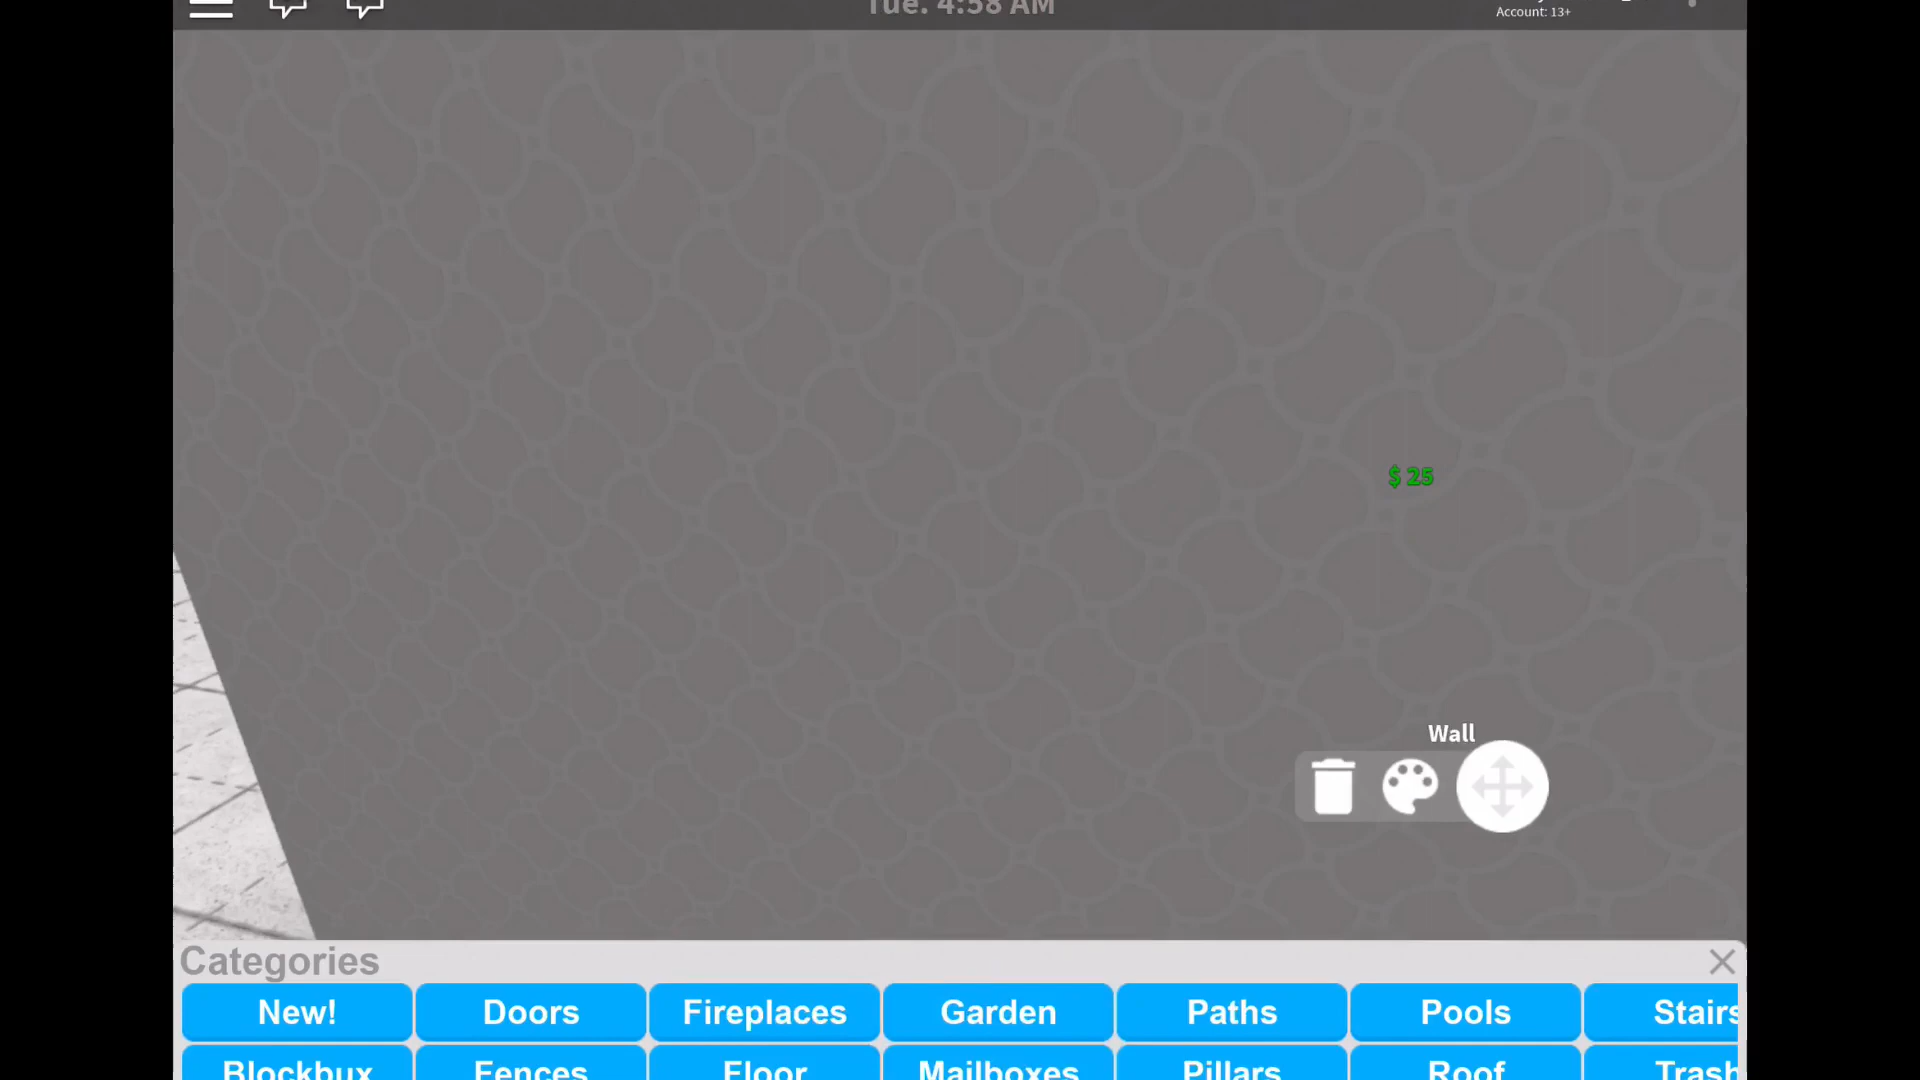 Tue. 4:58 AM
Account: 13+
$ 25
Wall
Categories
New! Doors Fireplaces Garden Paths Pools Stairs
Blockbux Fences Floor Mailboxes Pillars Roof Trash